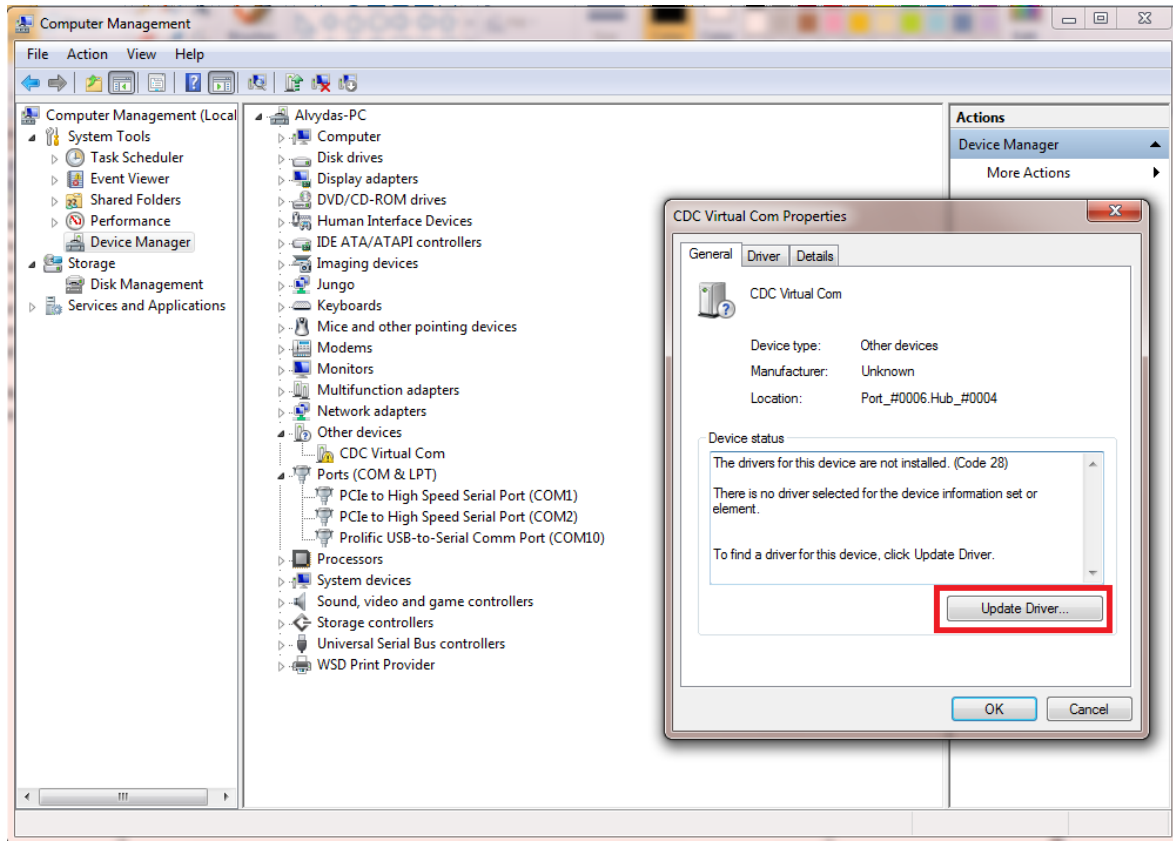 Computer Management
File Action View Help
Computer Management (Local
System Tools
Task Scheduler
Event Viewer
Shared Folders
Performance
Device Manager
Storage
Disk Management
Services and Applications
Alvydas-PC
Computer
Disk drives
Display adapters
DVD/CD-ROM drives
Human Interface Devices
IDE ATA/ATAPI controllers
Imaging devices
Jungo
Keyboards
Mice and other pointing devices
Modems
Monitors
Multifunction adapters
Network adapters
Other devices
CDC Virtual Com
Ports (COM & LPT)
PCIe to High Speed Serial Port (COM1)
PCIe to High Speed Serial Port (COM2)
Prolific USB-to-Serial Comm Port (COM10)
Processors
System devices
Sound, video and game controllers
Storage controllers
Universal Serial Bus controllers
WSD Print Provider
Actions
Device Manager
More Actions
CDC Virtual Com Properties
General Driver Details
CDC Virtual Com
Device type: Other devices
Manufacturer: Unknown
Location: Port_#0006.Hub_#0004
Device status
The drivers for this device are not installed. (Code 28)
There is no driver selected for the device information set or
element.
To find a driver for this device, click Update Driver.
Update Driver...
OK Cancel